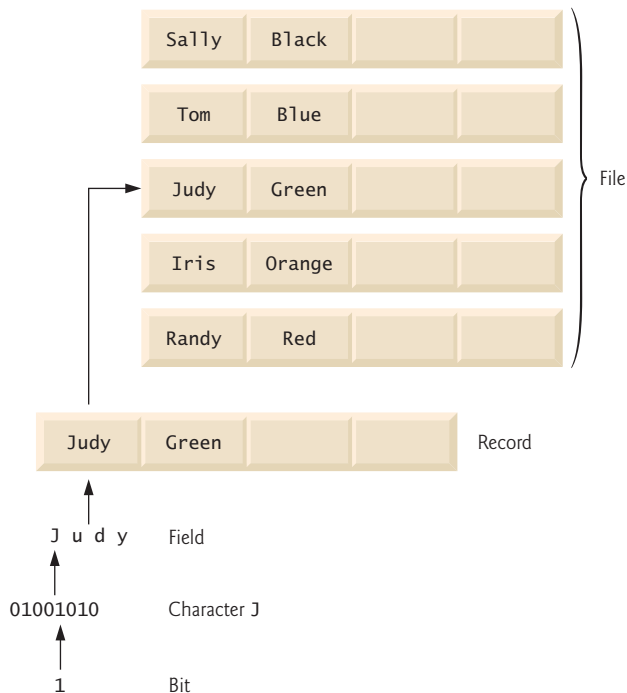 Sally Black
Tom Blue
Judy Green
File
Iris Orange
Randy Red
Judy Green Record
J u d y Field
01001010 Character J
1 Bit